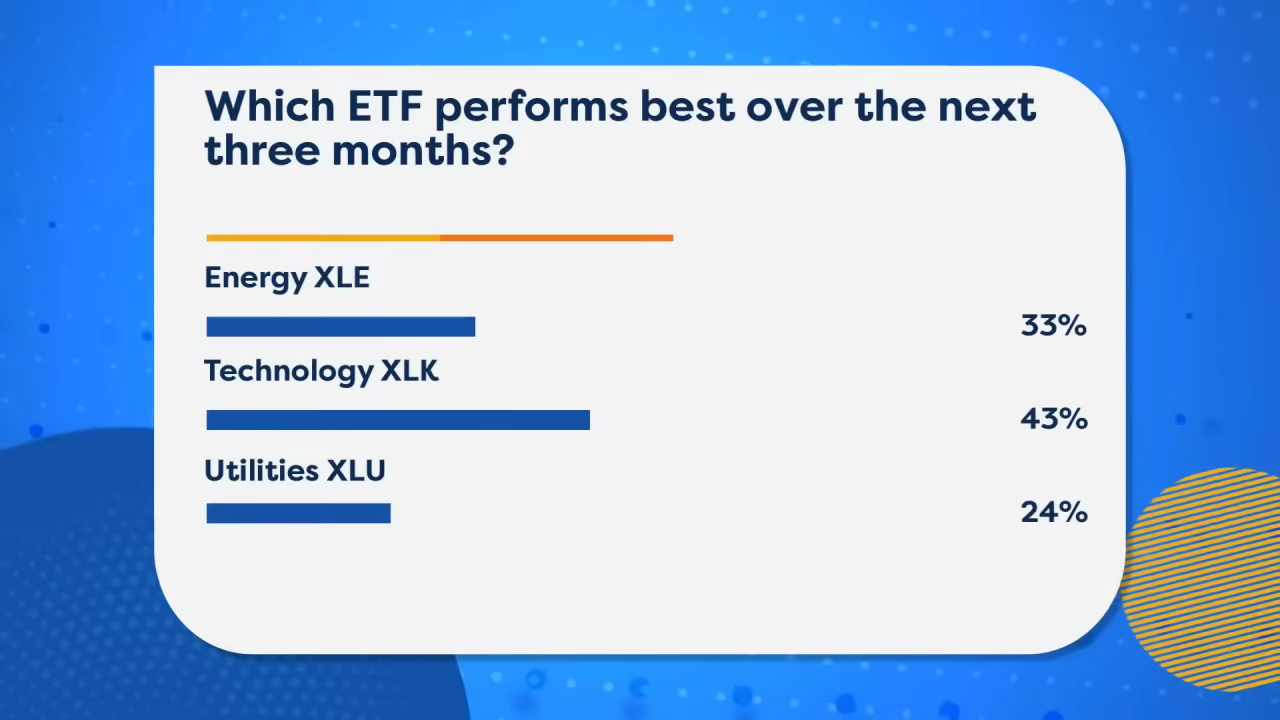 Which ETF performs best over the next
three months?
Energy XLE
33%
Technology XLK
43%
Utilities XLU
24%